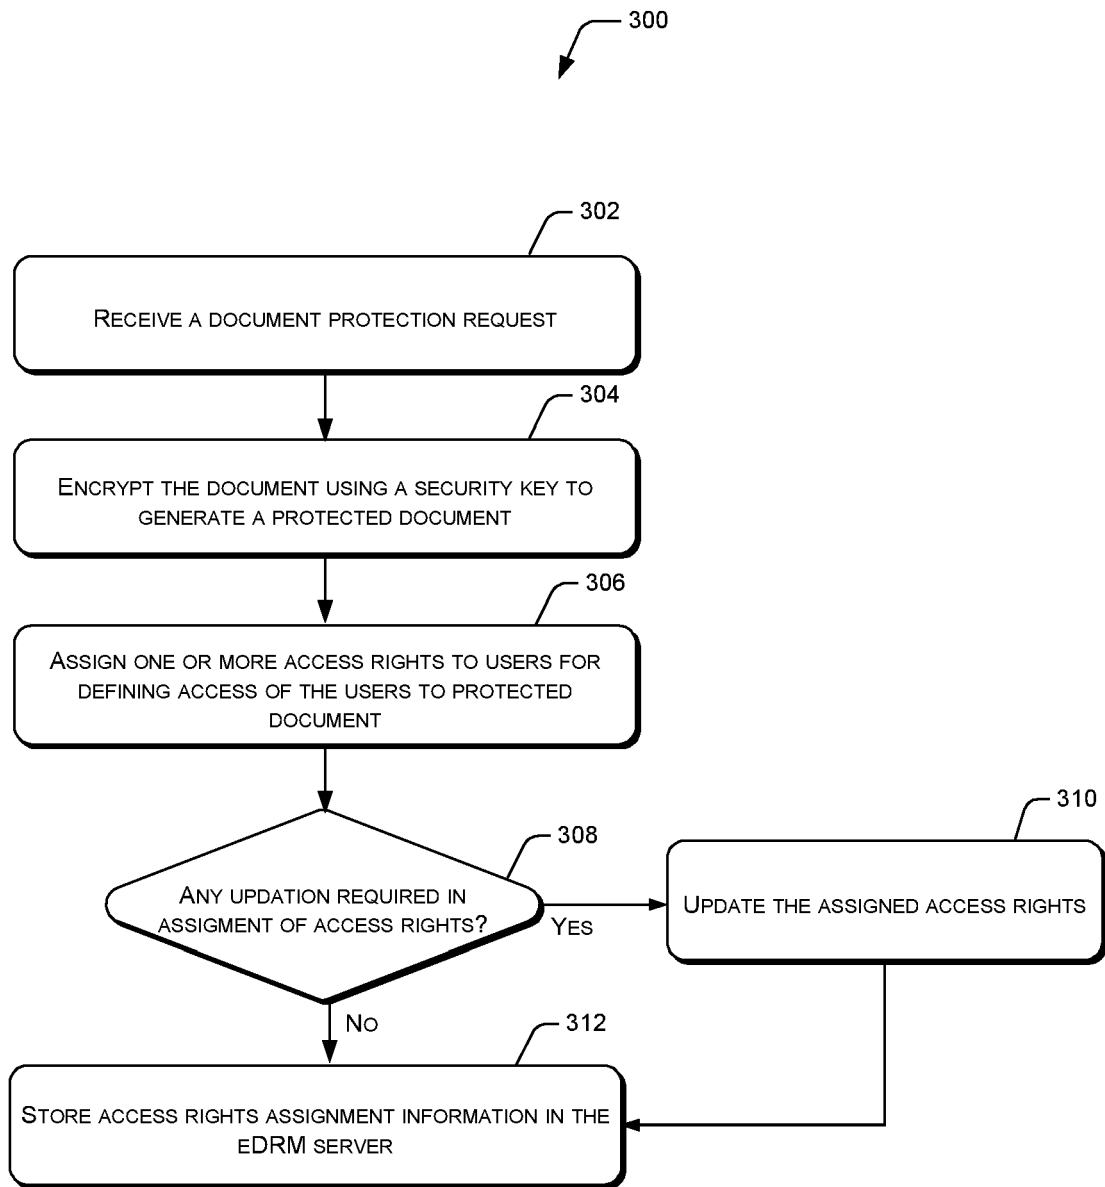 300
302
RECEIVE A DOCUMENT PROTECTION REQUEST
304
ENCRYPT THE DOCUMENT USING A SECURITY KEY TO
GENERATE A PROTECTED DOCUMENT
306
ASSIGN ONE OR MORE ACCESS RIGHTS TO USERS FOR
DEFINING ACCESS OF THE USERS TO PROTECTED
DOCUMENT
308
ANY UPDATION REQUIRED IN
ASSIGMENT OF ACCESS RIGHTS?
YES
310
UPDATE THE ASSIGNED ACCESS RIGHTS
NO
312
STORE ACCESS RIGHTS ASSIGNMENT INFORMATION IN THE
EDRM SERVER